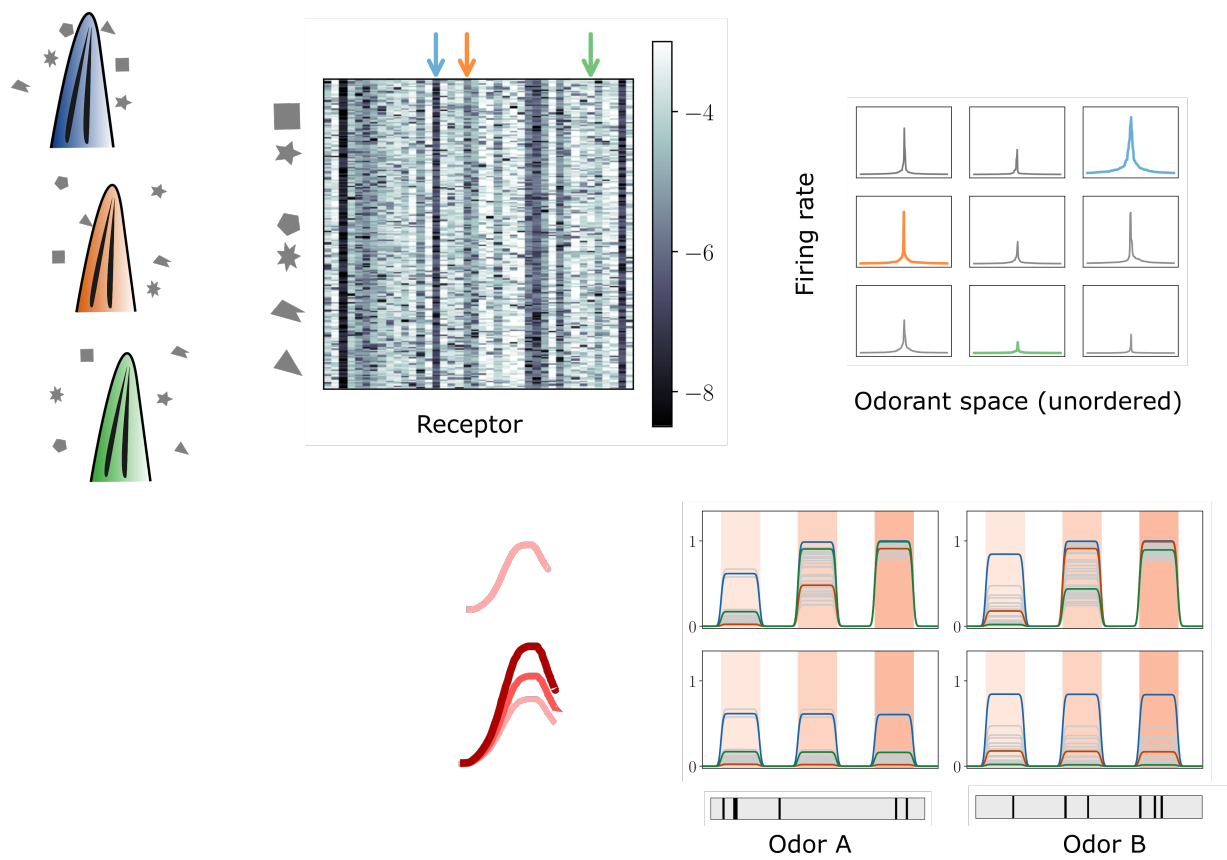 −4
−6
−8
Receptor
Firing rate
Odorant space (unordered)
1
0
1
0
1
0
1
0
Odor A
Odor B